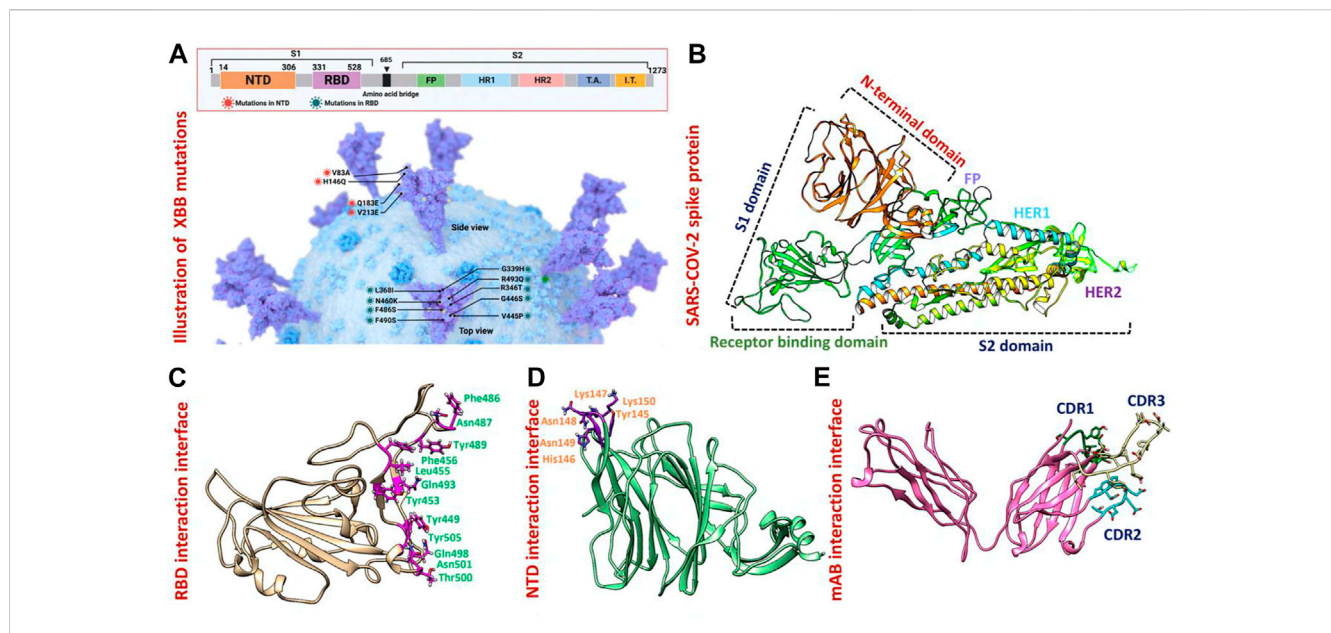 A
Illustration of XBB mutations
S1
S2
1
14
306
331
528
685
1273
NTD
RBD
FP
HR1
HR2
T.A.
I.T.
Amino acid bridge
Mutations in NTD
Mutations in RBD
V83A
H146Q
Q183E
V213E
Side view
G339H
R493Q
R346T
G446S
V445P
L368I
N460K
F486S
F490S
Top view
B
SARS-COV-2 spike protein
N-terminal domain
S1 domain
FP
HER1
HER2
Receptor binding domain
S2 domain
C
RBD interaction interface
Phe486
Asn487
Tyr489
Phe456
Leu455
Gln493
Tyr453
Tyr449
Tyr505
Gln498
Asn501
Thr500
D
NTD interaction interface
Lys147
Lys150
Asn148
Tyr145
Asn149
His146
E
mAB interaction interface
CDR1
CDR3
CDR2